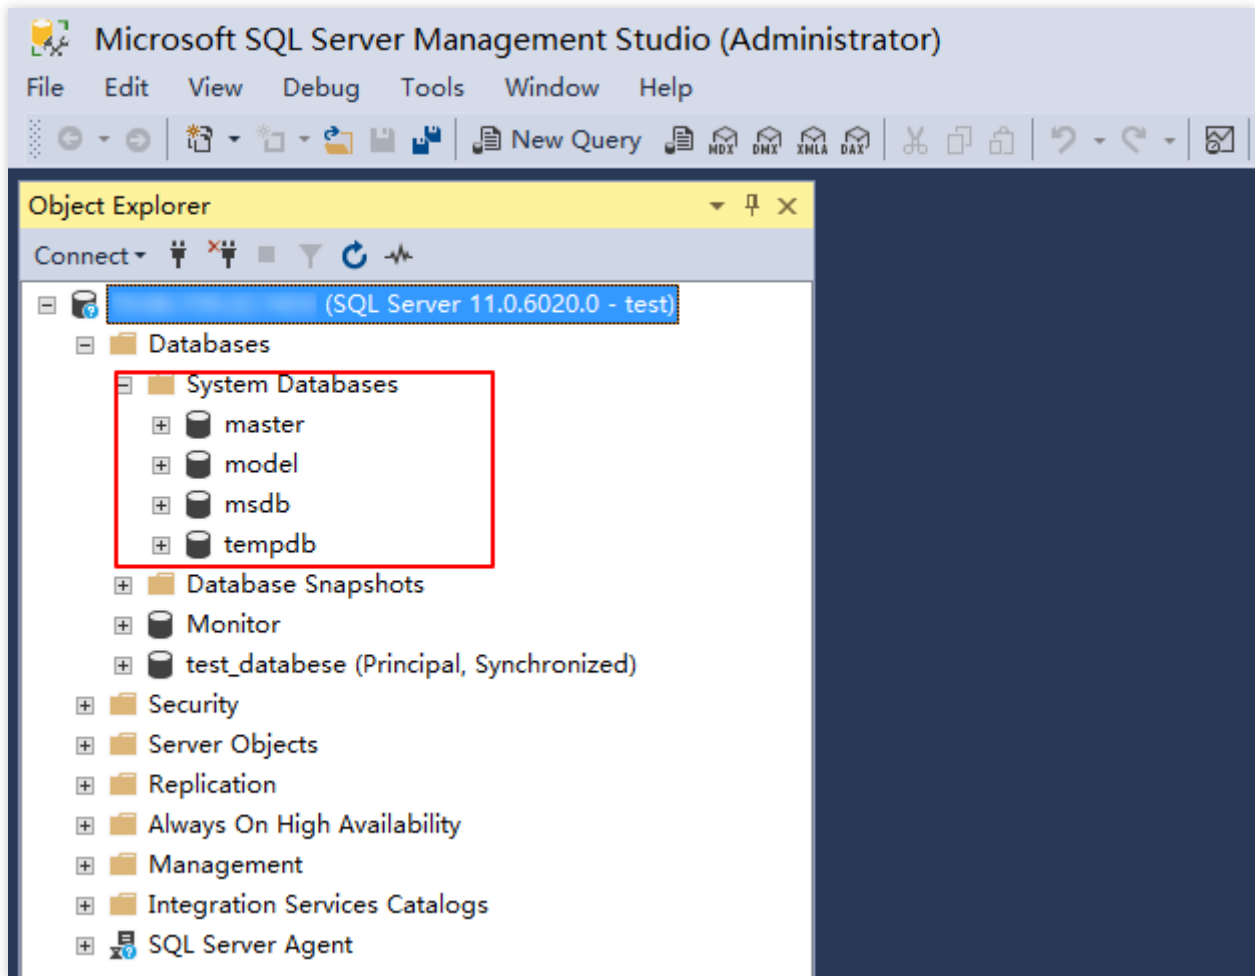 Microsoft SQL Server Management Studio (Administrator)
File Edit View Debug Tools Window Help
New Query MDX DMX XMLA DAX
Object Explorer
Connect
(SQL Server 11.0.6020.0 - test)
Databases
System Databases
master
model
msdb
tempdb
Database Snapshots
Monitor
test_databese (Principal, Synchronized)
Security
Server Objects
Replication
Always On High Availability
Management
Integration Services Catalogs
SQL Server Agent